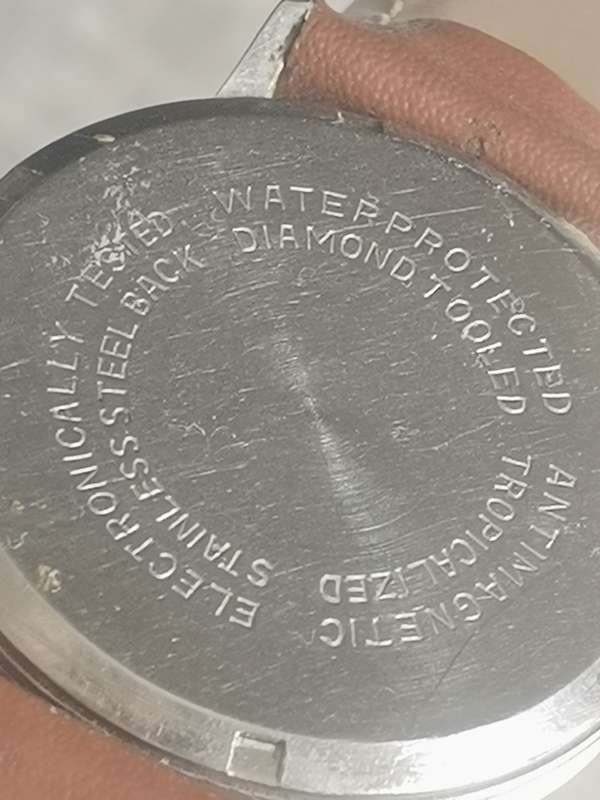 WATERPROTECTED
ANTIMAGNETIC
ELECTRONICALLY TESTED
DIAMOND TOOLED
TROPICALIZED
STAINLESS STEEL BACK